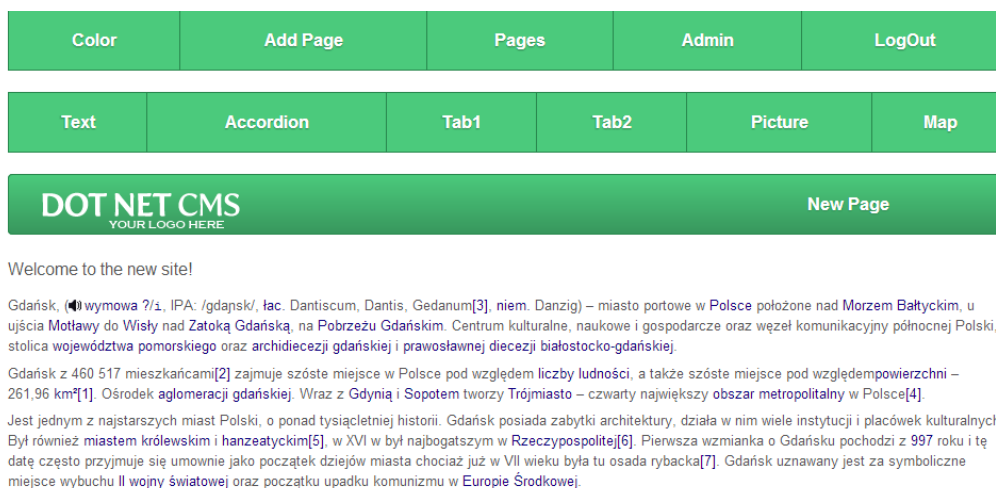 Color Add Page Pages Admin LogOut
Text Accordion Tab1 Tab2 Picture Map
DOT NET CMS
YOUR LOGO HERE
New Page
Welcome to the new site!
Gdańsk, (wymowa ?/i, IPA: /gdaɲsk/, łac. Dantiscum, Dantis, Gedanum[3], niem. Danzig) – miasto portowe w Polsce położone nad Morzem Bałtyckim, u
ujścia Motławy do Wisły nad Zatoką Gdańską, na Pobrzeżu Gdańskim. Centrum kulturalne, naukowe i gospodarcze oraz węzeł komunikacyjny północnej Polski,
stolica województwa pomorskiego oraz archidiecezji gdańskiej i prawosławnej diecezji białostocko-gdańskiej.
Gdańsk z 460 517 mieszkańcami[2] zajmuje szóste miejsce w Polsce pod względem liczby ludności, a także szóste miejsce pod względempowierzchni –
261,96 km²[1]. Ośrodek aglomeracji gdańskiej. Wraz z Gdynią i Sopotem tworzy Trójmiasto – czwarty największy obszar metropolitalny w Polsce[4].
Jest jednym z najstarszych miast Polski, o ponad tysiącletniej historii. Gdańsk posiada zabytki architektury, działa w nim wiele instytucji i placówek kulturalnych
Był również miastem królewskim i hanzeatyckim[5], w XVI w był najbogatszym w Rzeczypospolitej[6]. Pierwsza wzmianka o Gdańsku pochodzi z 997 roku i tę
datę często przyjmuje się umownie jako początek dziejów miasta chociaż już w VII wieku była tu osada rybacka[7]. Gdańsk uznawany jest za symboliczne
miejsce wybuchu II wojny światowej oraz początku upadku komunizmu w Europie Środkowej.